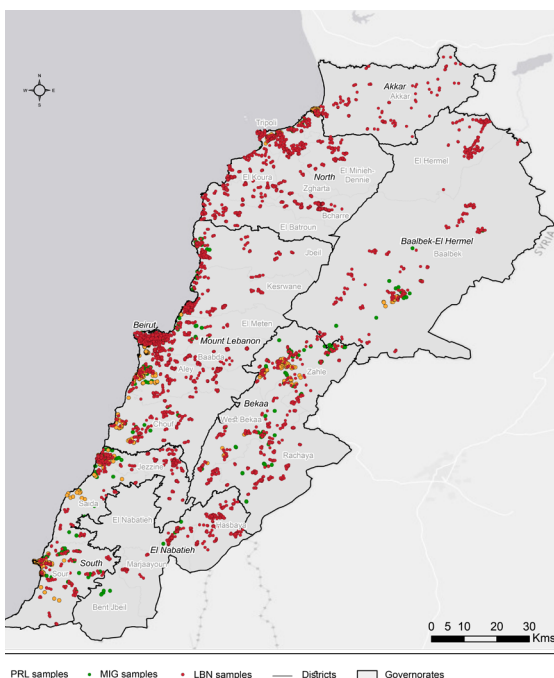 N
W E
S
Akkar
Akkar
Tripoli
El Hermel
El Koura
North
El Minieh-
Dennie
Zgharta
Bcharre
El Batroun
Baalbek-El Hermel
Baalbek
SYRIA
Jbeil
Kesrwane
Beirut
El Meten
Mount Lebanon
Baabda
Aley
Zahle
Bekaa
Chouf
West Bekaa
Jezzine
Rachaya
Saida
El Nabatieh
Hasbaya
El Nabatieh
South
Marjaayoun
Sour
Bent Jbeil
0 5 10 20 30
Kms
PRL samples MIG samples LBN samples Districts Governorates